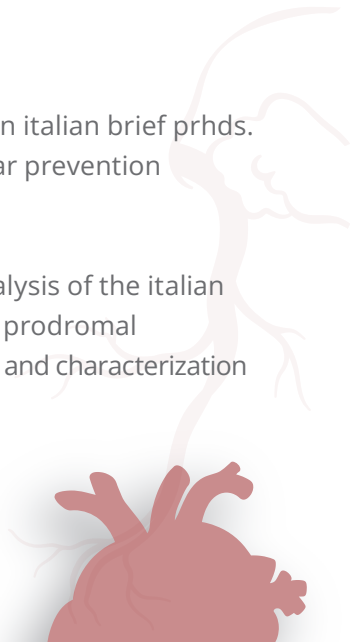 n italian brief prhds.
ar prevention
alysis of the italian
prodromal
and characterization